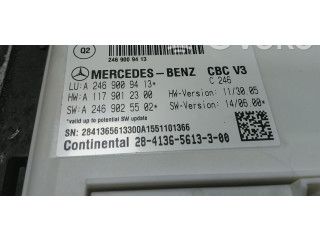 02
246 900 94 13
MERCEDES-BENZ CBC V3
C 246
LU: A 246 900 94 13*
HW: A 117 901 23 00 HW-Version: 11/30.05
SW: A 246 902 55 02* SW-Version: 14/06.00*
*valid up to potential SW update
SN: 2841365613300A1551101366
Continental 28-4136-5613-3-00